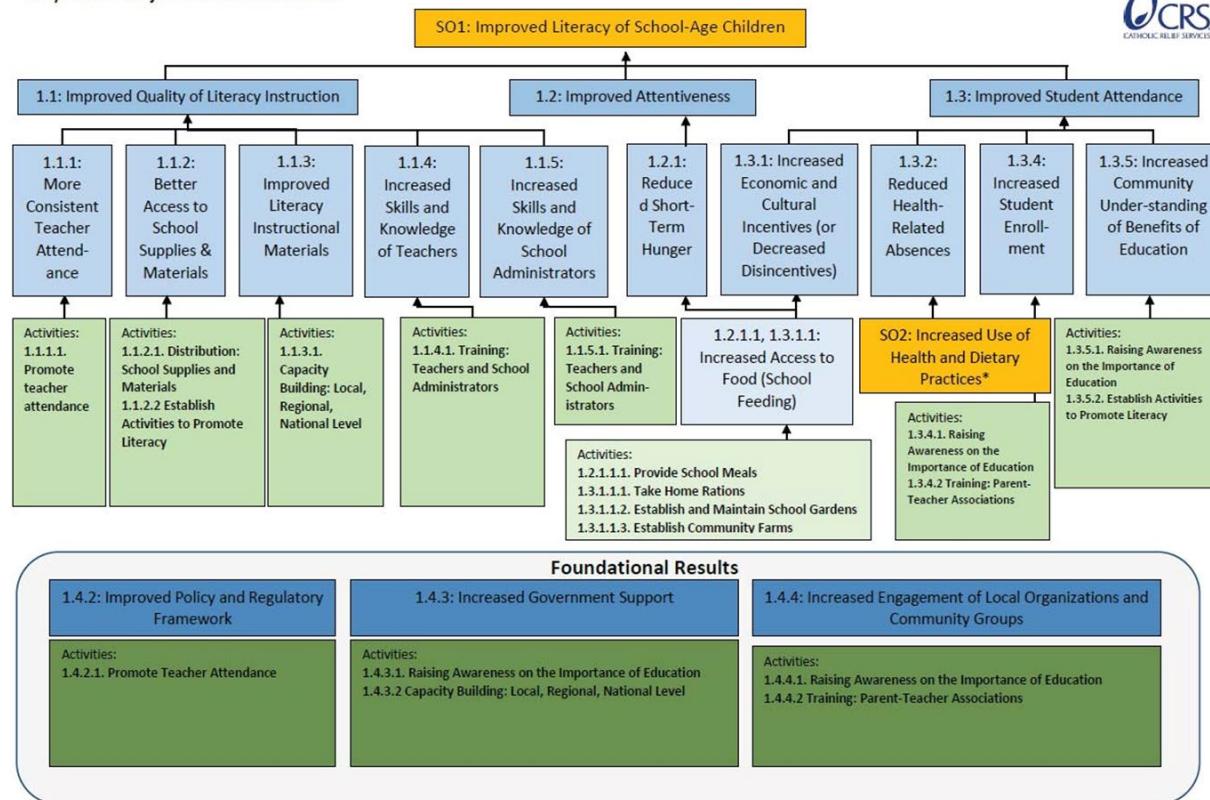 SO1: Improved Literacy of School-Age Children
CRS
CATHOLIC RELIEF SERVICES
1.1: Improved Quality of Literacy Instruction
1.2: Improved Attentiveness
1.3: Improved Student Attendance
1.1.1:
More
Consistent
Teacher
Attend-
ance
1.1.2:
Better
Access to
School
Supplies &
Materials
1.1.3:
Improved
Literacy
Instructional
Materials
1.1.4:
Increased
Skills and
Knowledge
of Teachers
1.1.5:
Increased
Skills and
Knowledge of
School
Administrators
1.2.1:
Reduce
d Short-
Term
Hunger
1.3.1: Increased
Economic and
Cultural
Incentives (or
Decreased
Disincentives)
1.3.2:
Reduced
Health-
Related
Absences
1.3.4:
Increased
Student
Enroll-
ment
1.3.5: Increased
Community
Under-standing
of Benefits of
Education
Activities:
1.1.1.1.
Promote
teacher
attendance
Activities:
1.1.2.1. Distribution:
School Supplies and
Materials
1.1.2.2 Establish
Activities to Promote
Literacy
Activities:
1.1.3.1.
Capacity
Building: Local,
Regional,
National Level
Activities:
1.1.4.1. Training:
Teachers and School
Administrators
Activities:
1.1.5.1. Training:
Teachers and
School Admin-
istrators
1.2.1.1, 1.3.1.1:
Increased Access to
Food (School
Feeding)
SO2: Increased Use of
Health and Dietary
Practices*
Activities:
1.3.5.1. Raising Awareness
on the Importance of
Education
1.3.5.2. Establish Activities
to Promote Literacy
Activities:
1.2.1.1.1. Provide School Meals
1.3.1.1.1. Take Home Rations
1.3.1.1.2. Establish and Maintain School Gardens
1.3.1.1.3. Establish Community Farms
Activities:
1.3.4.1. Raising
Awareness on the
Importance of Education
1.3.4.2 Training: Parent-
Teacher Associations
Foundational Results
1.4.2: Improved Policy and Regulatory
Framework
1.4.3: Increased Government Support
1.4.4: Increased Engagement of Local Organizations and
Community Groups
Activities:
1.4.2.1. Promote Teacher Attendance
Activities:
1.4.3.1. Raising Awareness on the Importance of Education
1.4.3.2 Capacity Building: Local, Regional, National Level
Activities:
1.4.4.1. Raising Awareness on the Importance of Education
1.4.4.2 Training: Parent-Teacher Associations